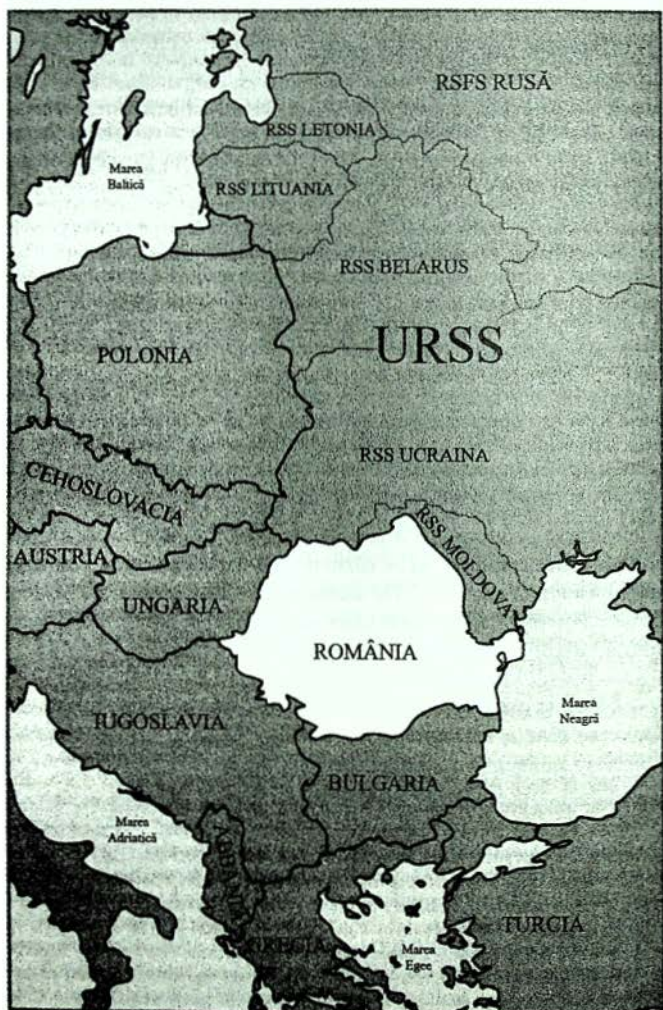 RSFS RUSĂ
RSS LETONIA
Marea
Baltică
RSS LITUANIA
RSS BELARUS
POLONIA
URSS
RSS UCRAINA
CEHOSLOVACIA
RSS MOLDOVA
AUSTRIA
UNGARIA
ROMÂNIA
Marea
Neagră
IUGOSLAVIA
BULGARIA
Marea
Adriatică
ALBANIA
GRECIA
Marea
Egee
TURCIA